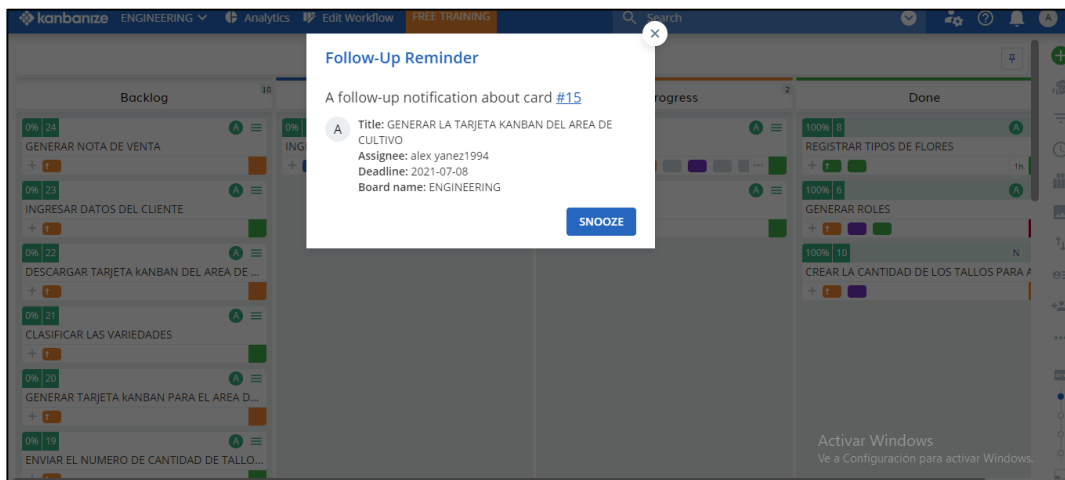 kanbanize ENGINEERING Analytics Edit Workflow FREE TRAINING Search A
Follow-Up Reminder
A follow-up notification about card #15
A
Title: GENERAR LA TARJETA KANBAN DEL AREA DE
CULTIVO
Assignee: alex yanez1994
Deadline: 2021-07-08
Board name: ENGINEERING
SNOOZE
Backlog 10
0% 24 A
GENERAR NOTA DE VENTA
0% 23 A
INGRESAR DATOS DEL CLIENTE
0% 22 A
DESCARGAR TARJETA kANBAN DEL AREA DE ...
0% 21 A
CLASIFICAR LAS VARIEDADES
0% 20 A
GENERAR TARJETA kANBAN PARA EL AREA D...
0% 19 A
ENVIAR EL NUMERO DE CANTIDAD DE TALLO...
0%
ING
rogress 2
A
A
Done
100% 8 A
REGISTRAR TIPOS DE FLORES
1h
100% 6 A
GENERAR ROLES
100% 10 N
CREAR LA CANTIDAD DE LOS TALLOS PARA A
Activar Windows
Ve a Configuración para activar Windows.